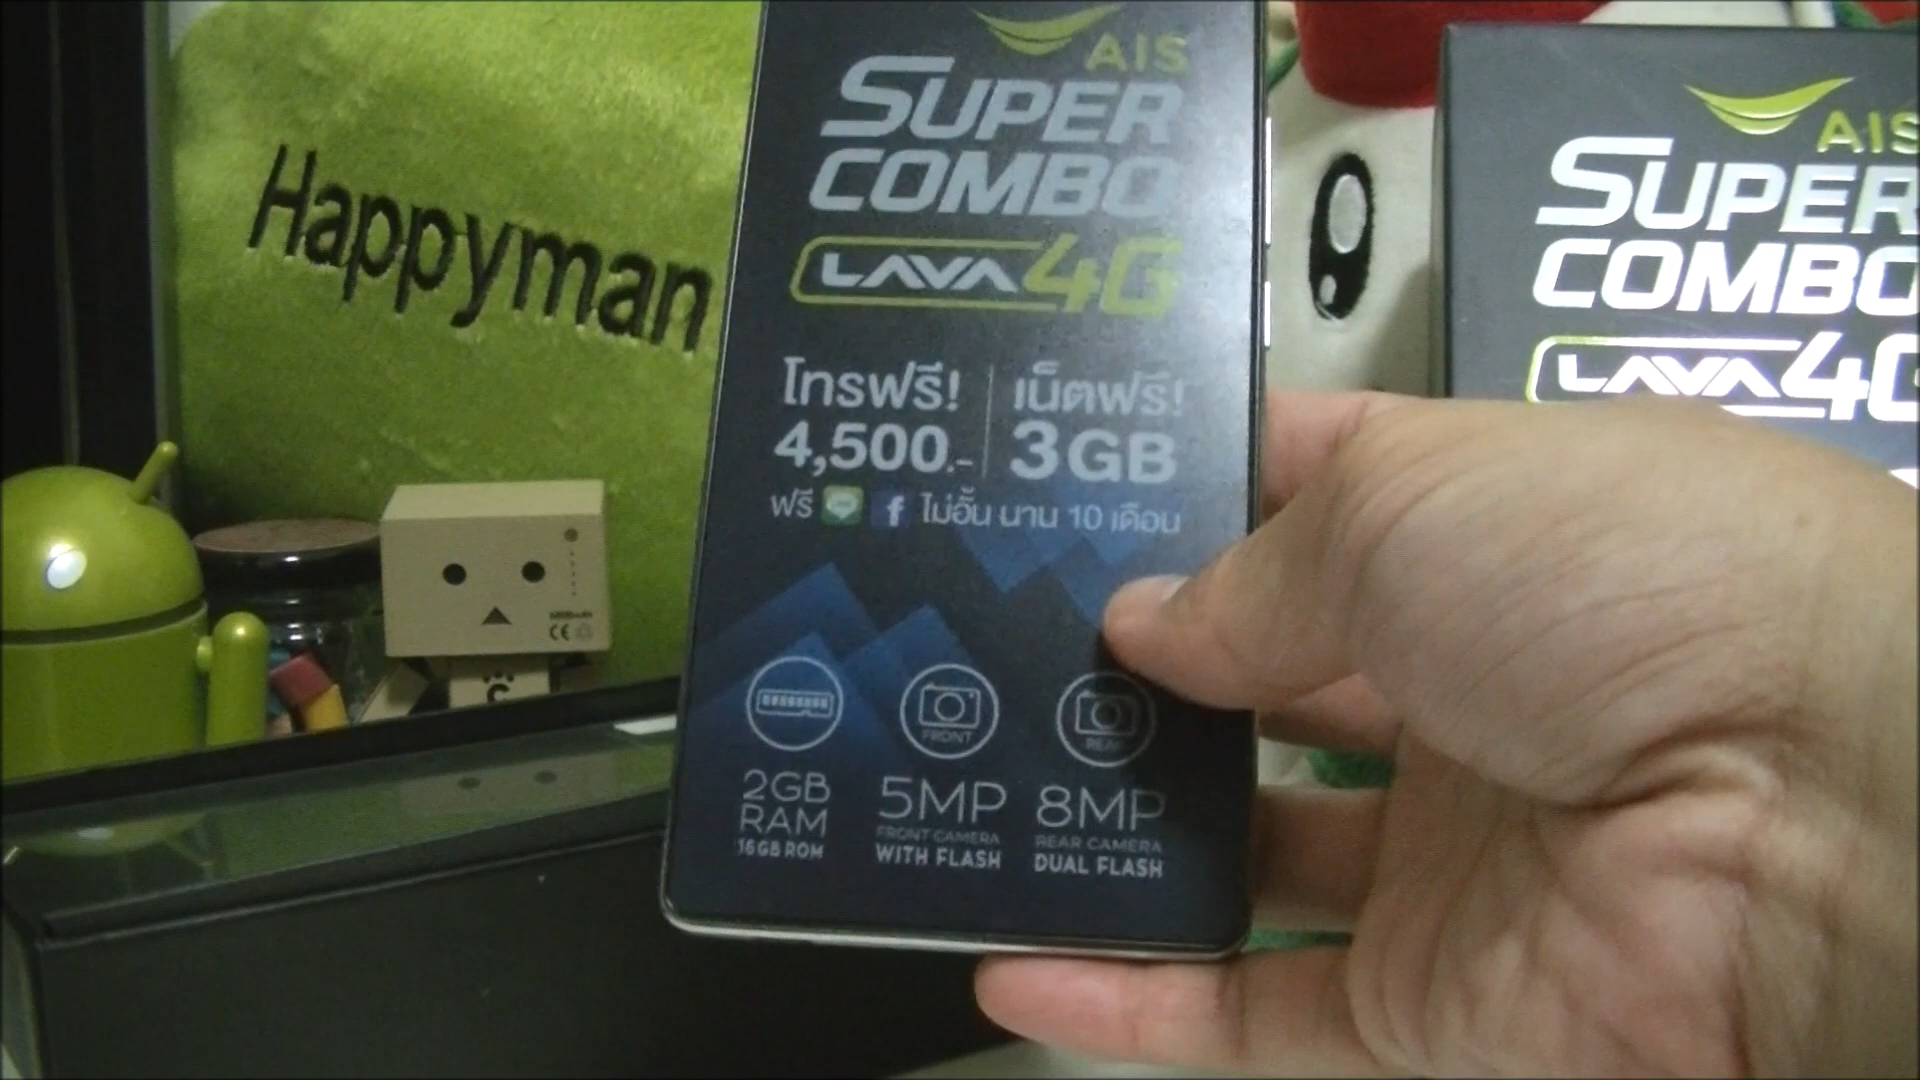 Happyman
AIS
SUPER
COMBO
LAVA 4G
โทรฟรี! เน็ตฟรี!
4,500.- 3GB
ฟรี LINE f ไม่อั้น นาน 10 เดือน
FRONT
REAR
2GB
RAM
16GB ROM
5MP
FRONT CAMERA
WITH FLASH
8MP
REAR CAMERA
DUAL FLASH
AIS
SUPER
COMBO
LAVA 4G
CE